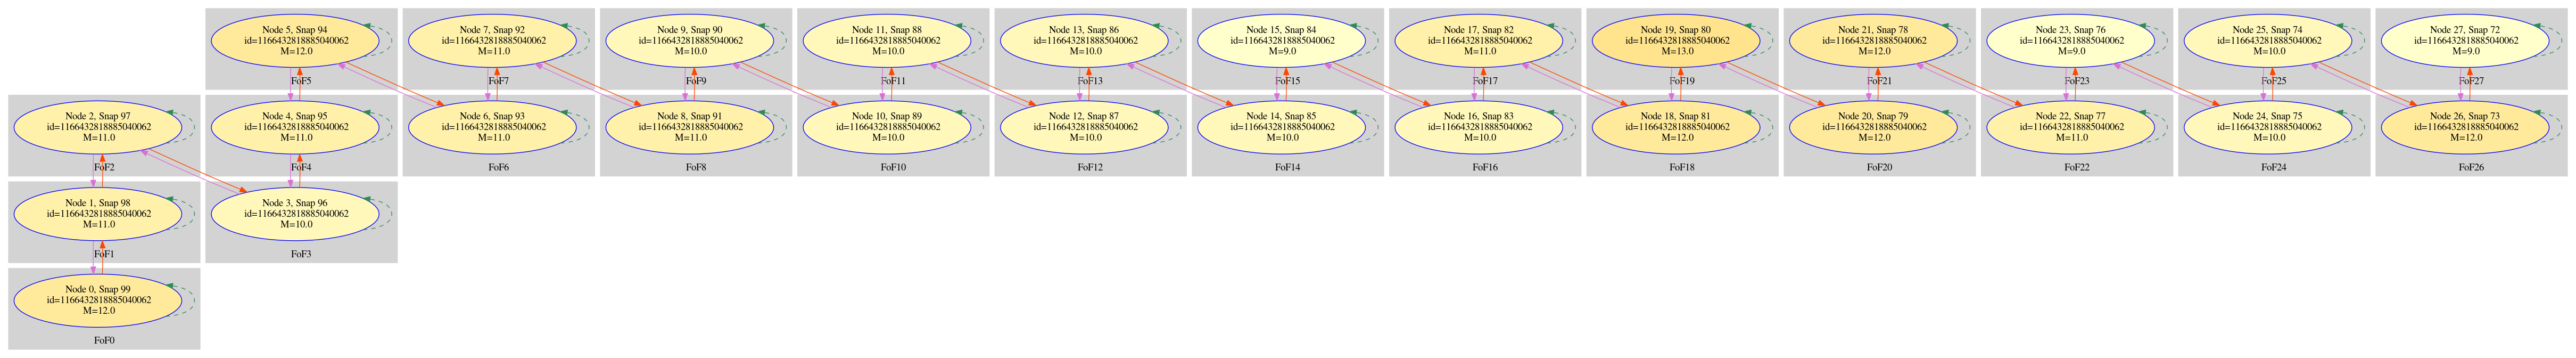 Node 5, Snap 94
id=1166432818885040062
M=12.0
FoF5
Node 7, Snap 92
id=1166432818885040062
M=11.0
FoF7
Node 9, Snap 90
id=1166432818885040062
M=10.0
FoF9
Node 11, Snap 88
id=1166432818885040062
M=10.0
FoF11
Node 13, Snap 86
id=1166432818885040062
M=10.0
FoF13
Node 15, Snap 84
id=1166432818885040062
M=9.0
FoF15
Node 17, Snap 82
id=1166432818885040062
M=11.0
FoF17
Node 19, Snap 80
id=1166432818885040062
M=13.0
FoF19
Node 21, Snap 78
id=1166432818885040062
M=12.0
FoF21
Node 23, Snap 76
id=1166432818885040062
M=9.0
FoF23
Node 25, Snap 74
id=1166432818885040062
M=10.0
FoF25
Node 27, Snap 72
id=1166432818885040062
M=9.0
FoF27
Node 2, Snap 97
id=1166432818885040062
M=11.0
FoF2
Node 4, Snap 95
id=1166432818885040062
M=11.0
FoF4
Node 6, Snap 93
id=1166432818885040062
M=11.0
FoF6
Node 8, Snap 91
id=1166432818885040062
M=11.0
FoF8
Node 10, Snap 89
id=1166432818885040062
M=10.0
FoF10
Node 12, Snap 87
id=1166432818885040062
M=10.0
FoF12
Node 14, Snap 85
id=1166432818885040062
M=10.0
FoF14
Node 16, Snap 83
id=1166432818885040062
M=10.0
FoF16
Node 18, Snap 81
id=1166432818885040062
M=12.0
FoF18
Node 20, Snap 79
id=1166432818885040062
M=12.0
FoF20
Node 22, Snap 77
id=1166432818885040062
M=11.0
FoF22
Node 24, Snap 75
id=1166432818885040062
M=10.0
FoF24
Node 26, Snap 73
id=1166432818885040062
M=12.0
FoF26
Node 1, Snap 98
id=1166432818885040062
M=11.0
FoF1
Node 3, Snap 96
id=1166432818885040062
M=10.0
FoF3
Node 0, Snap 99
id=1166432818885040062
M=12.0
FoF0